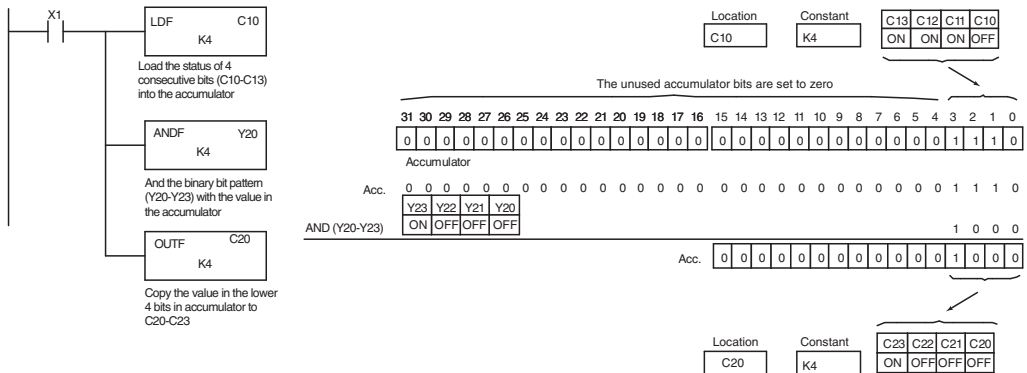 X1
LDF C10
K4
Load the status of 4
consecutive bits (C10-C13)
into the accumulator
ANDF Y20
K4
And the binary bit pattern
(Y20-Y23) with the value in
the accumulator
OUTF C20
K4
Copy the value in the lower
4 bits in accumulator to
C20-C23
Location Constant
C10 K4
C13 C12 C11 C10
ON ON ON OFF
The unused accumulator bits are set to zero
31 30 29 28 27 26 25 24 23 22 21 20 19 18 17 16 15 14 13 12 11 10 9 8 7 6 5 4 3 2 1 0
0 0 0 0 0 0 0 0 0 0 0 0 0 0 0 0 0 0 0 0 0 0 0 0 0 0 0 0 1 1 1 0
Accumulator
Acc. 0 0 0 0 0 0 0 0 0 0 0 0 0 0 0 0 0 0 0 0 0 0 0 0 0 0 0 0 1 1 1 0
Y23 Y22 Y21 Y20
ON OFF OFF OFF
AND (Y20-Y23) 1 0 0 0
Acc. 0 0 0 0 0 0 0 0 0 0 0 0 1 0 0 0
Location Constant
C20 K4
C23 C22 C21 C20
ON OFF OFF OFF